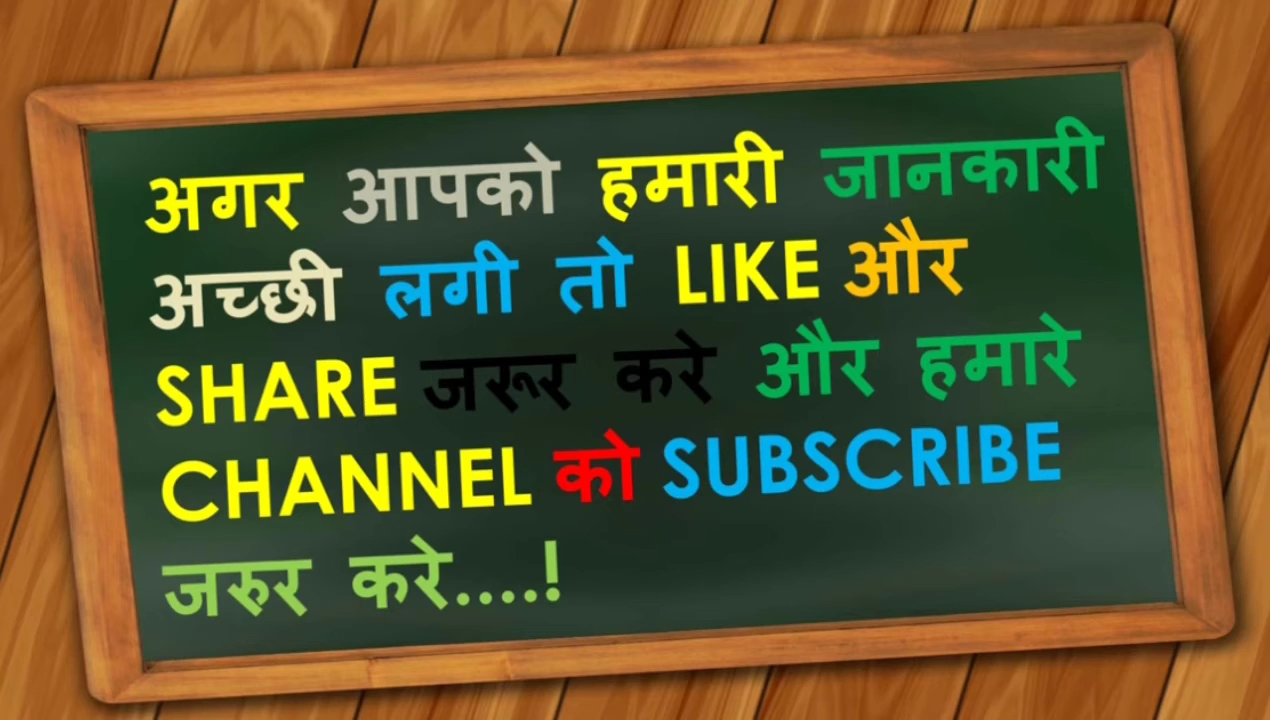 अगर आपको हमारी जानकारी
अच्छी लगी तो LIKE और
SHARE जरूर करे और हमारे
CHANNEL को SUBSCRIBE
जरुर करे....!